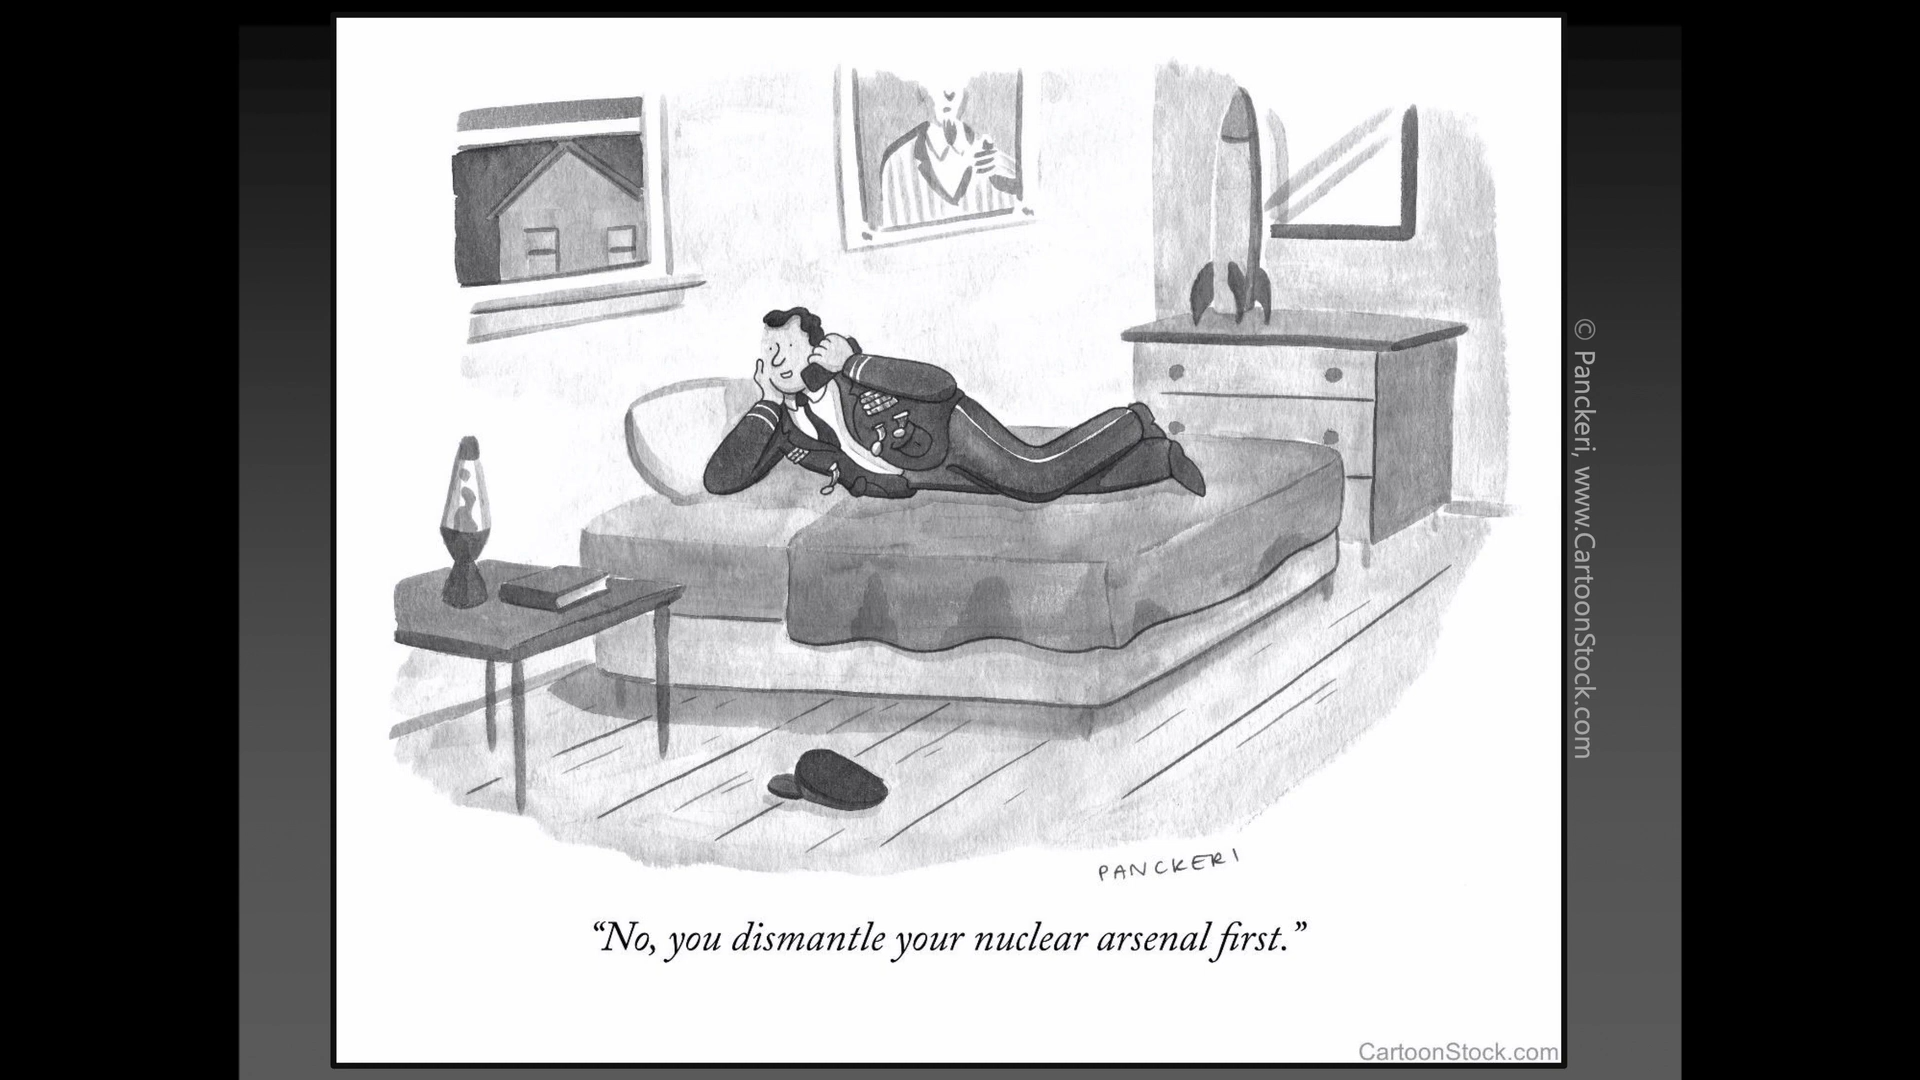 PANCKERI
“No, you dismantle your nuclear arsenal first.”
CartoonStock.com
© Panckeri, www.CartoonStock.com